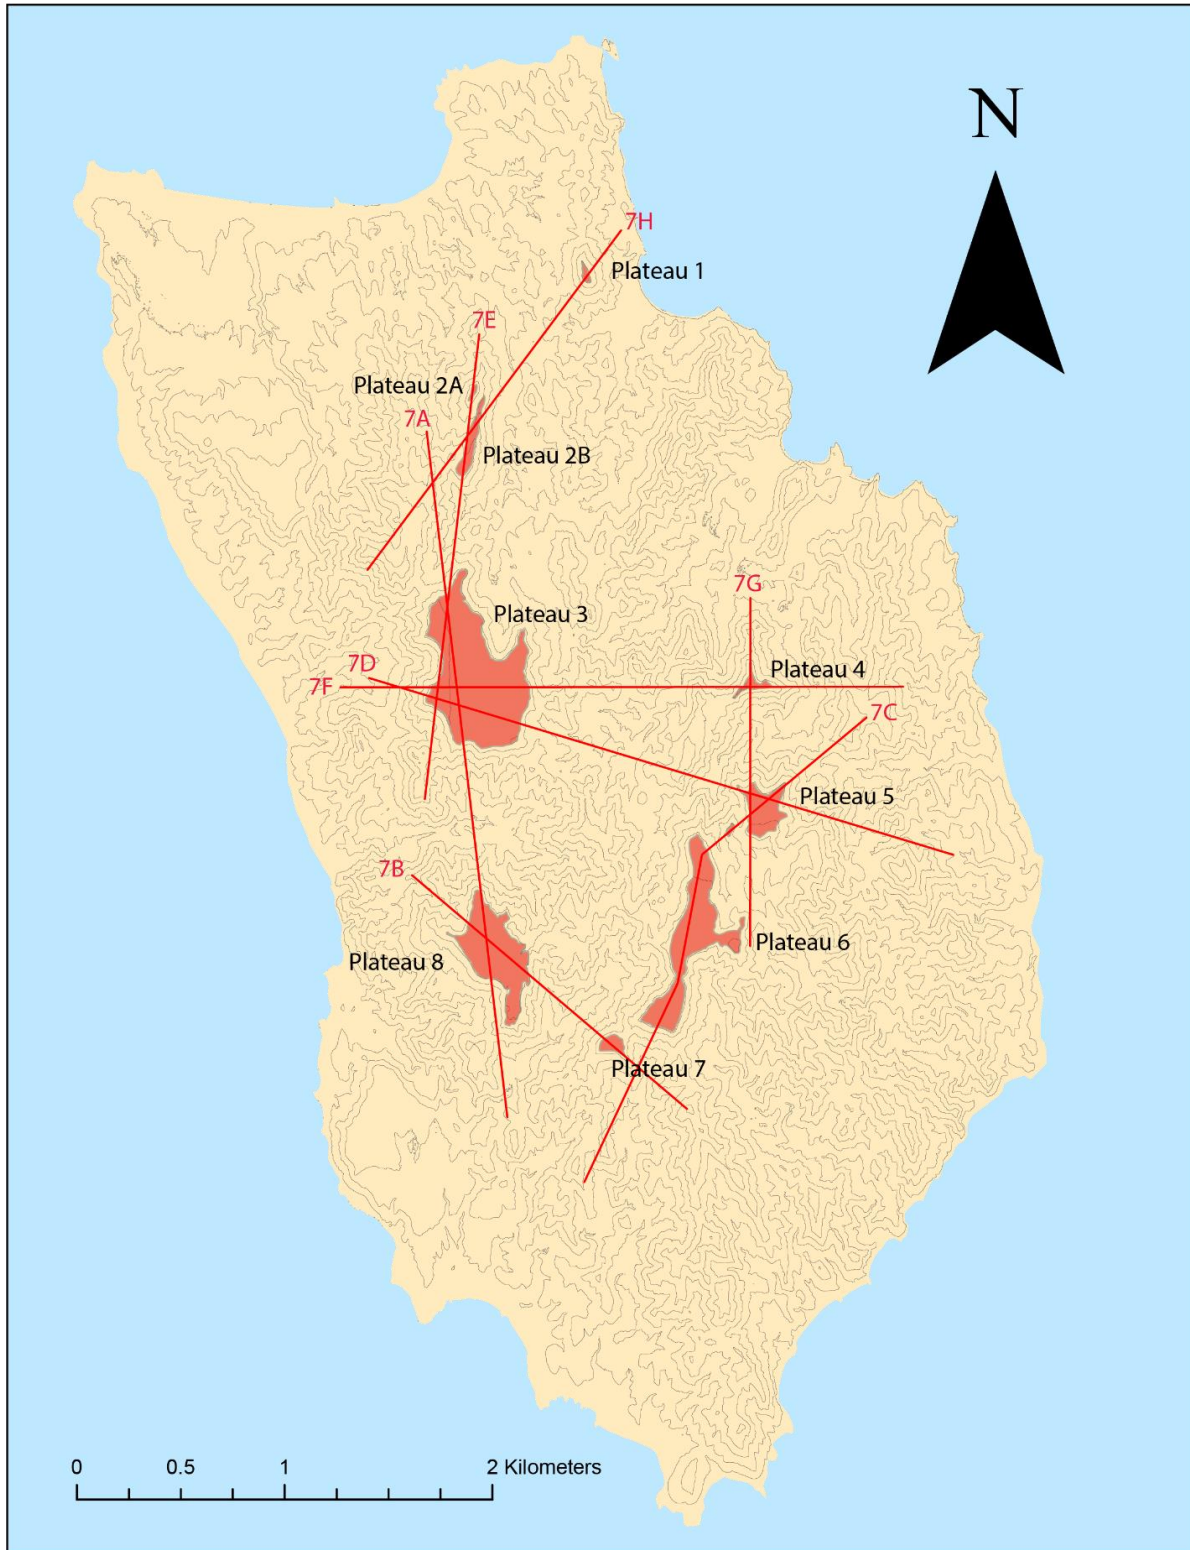 N
7H
Plateau 1
7E
Plateau 2A
7A
Plateau 2B
7G
Plateau 3
7D
Plateau 4
7F
7C
Plateau 5
7B
Plateau 6
Plateau 8
Plateau 7
0 0.5 1 2 Kilometers